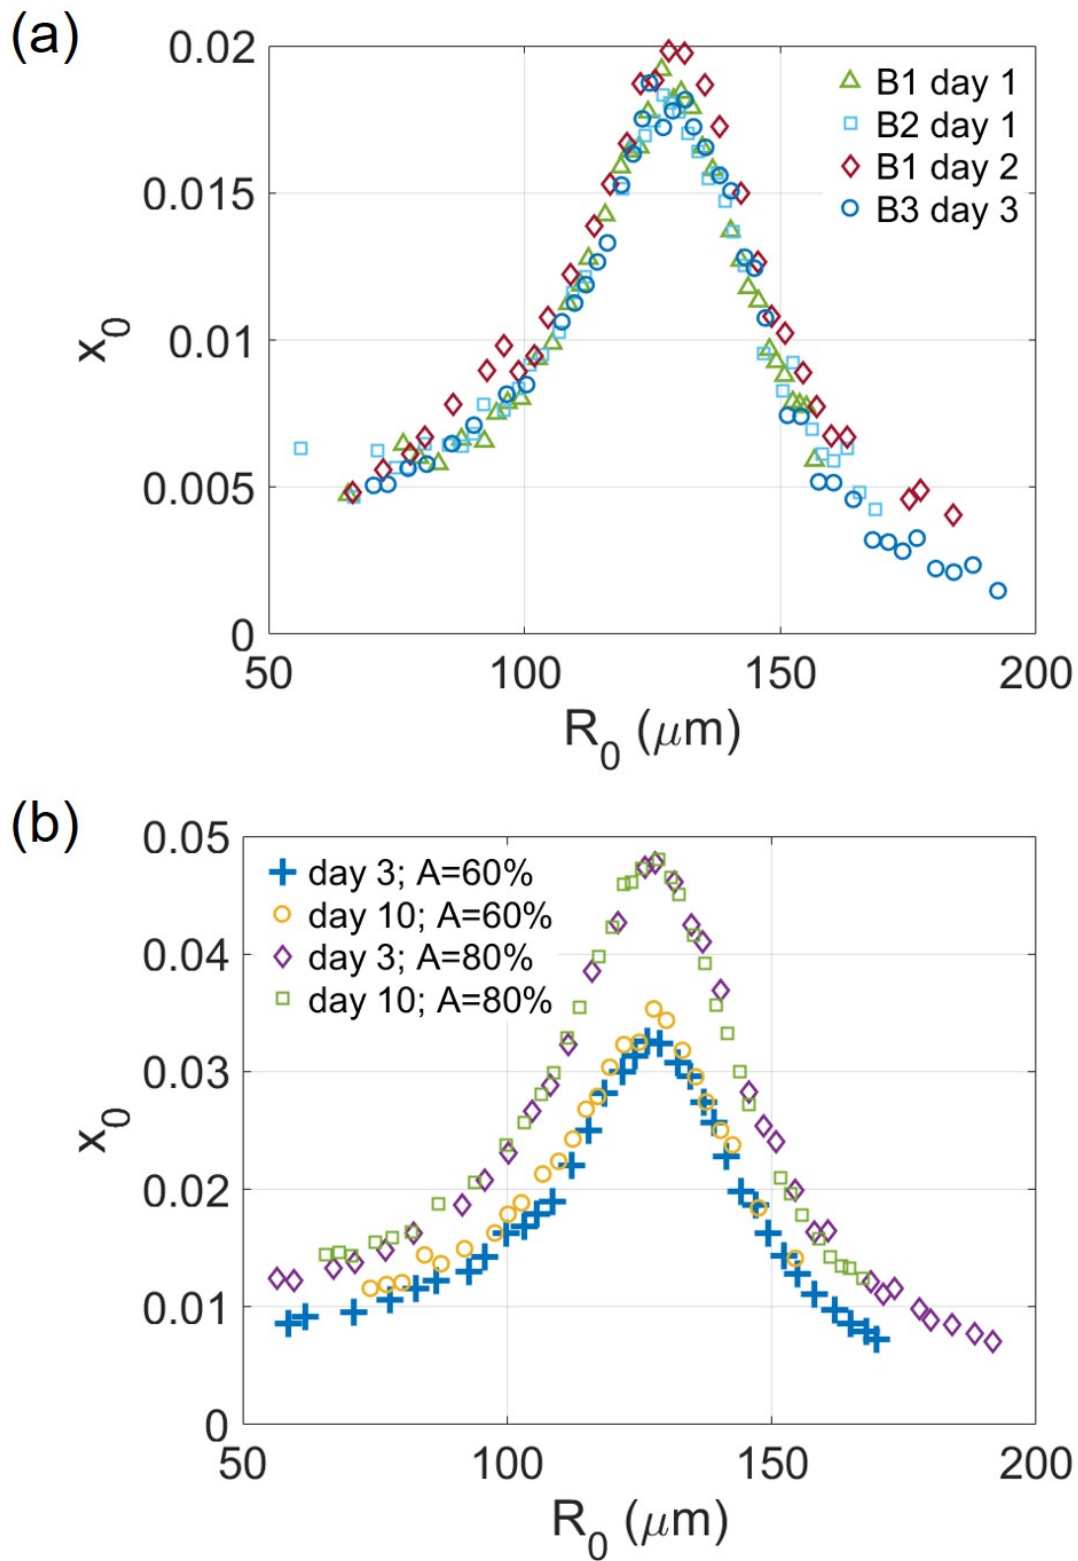 (a)
0.02
0.015
0.01
0.005
0
x0
50 100 150 200
R0 (μm)
B1 day 1
B2 day 1
B1 day 2
B3 day 3
(b)
0.05
0.04
0.03
0.02
0.01
0
x0
50 100 150 200
R0 (μm)
day 3; A=60%
day 10; A=60%
day 3; A=80%
day 10; A=80%